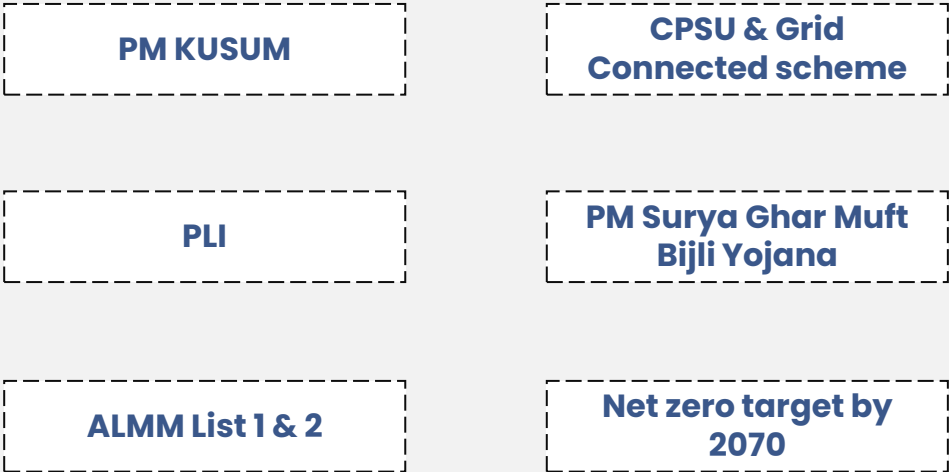 PM KUSUM
CPSU & Grid
Connected scheme
PLI
PM Surya Ghar Muft
Bijli Yojana
ALMM List 1 & 2
Net zero target by
2070